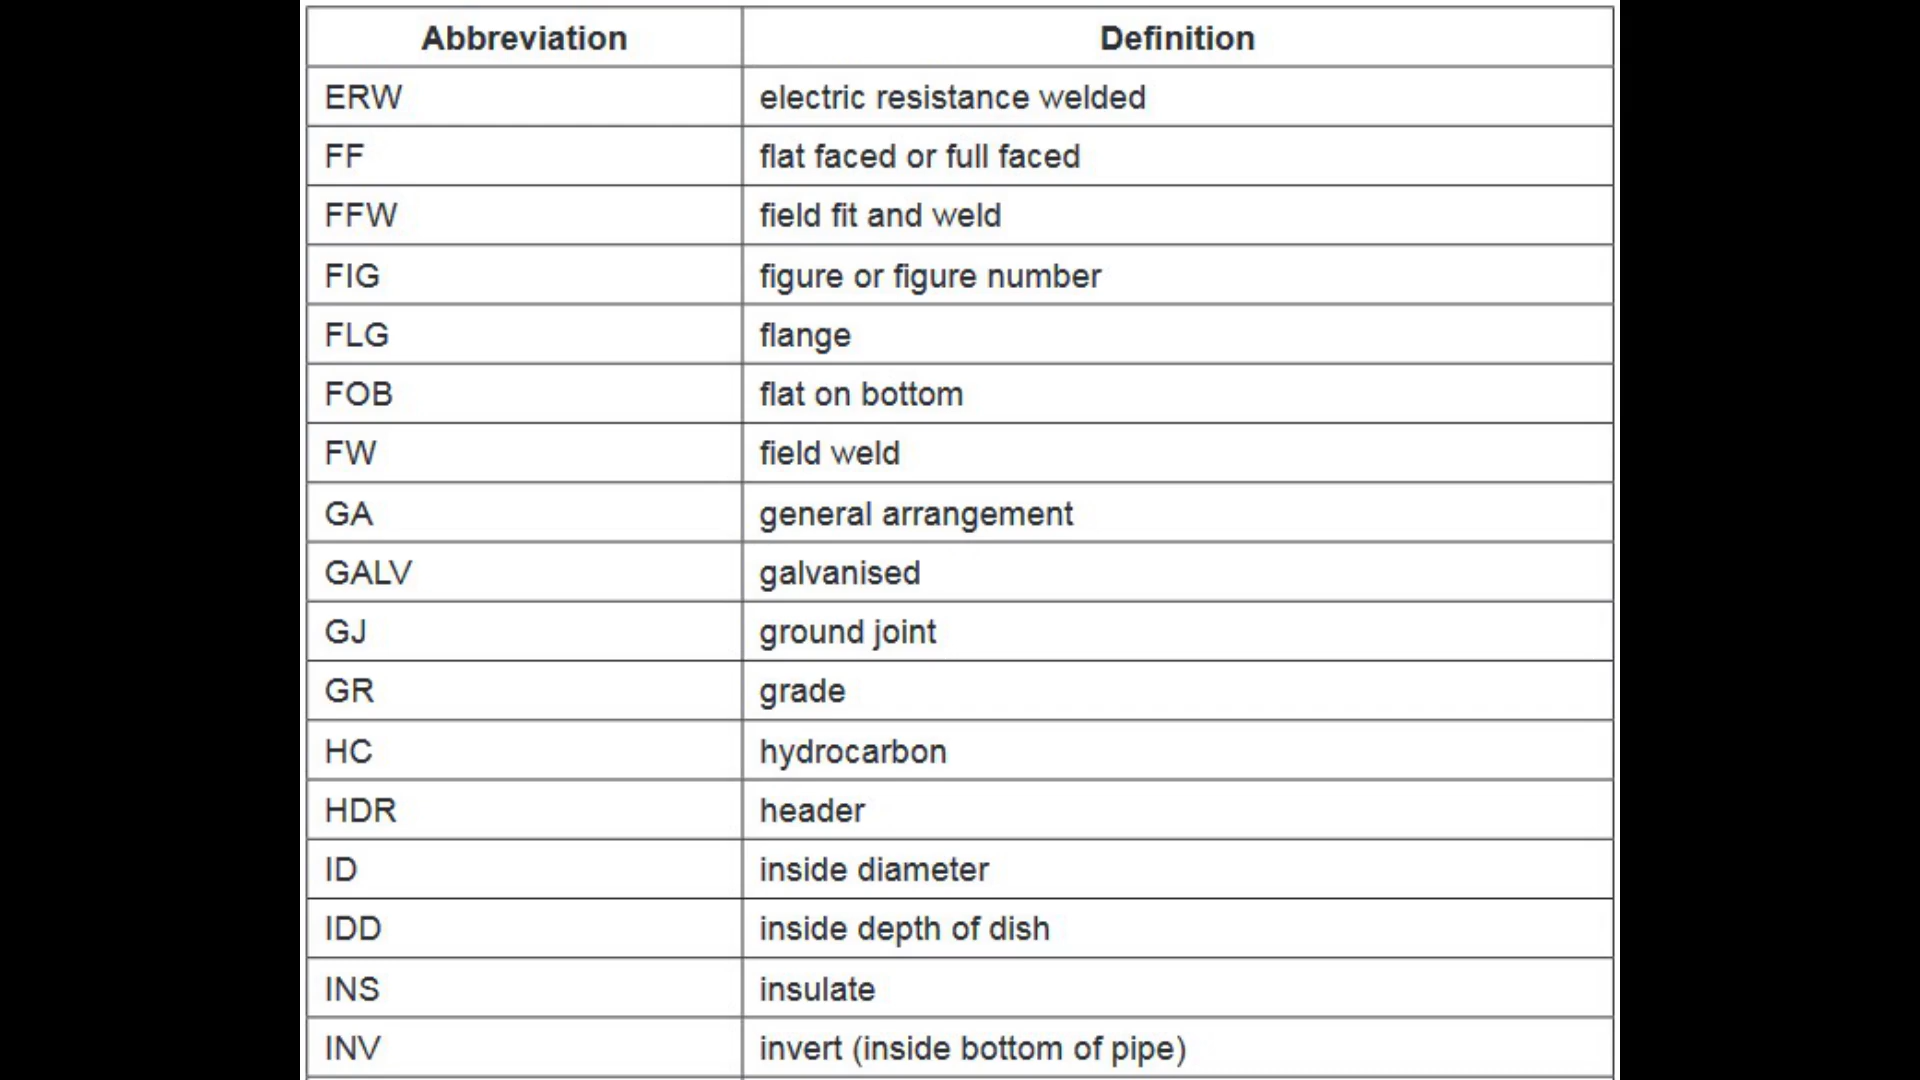 Abbreviation Definition
ERW electric resistance welded
FF flat faced or full faced
FFW field fit and weld
FIG figure or figure number
FLG flange
FOB flat on bottom
FW field weld
GA general arrangement
GALV galvanised
GJ ground joint
GR grade
HC hydrocarbon
HDR header
ID inside diameter
IDD inside depth of dish
INS insulate
INV invert (inside bottom of pipe)